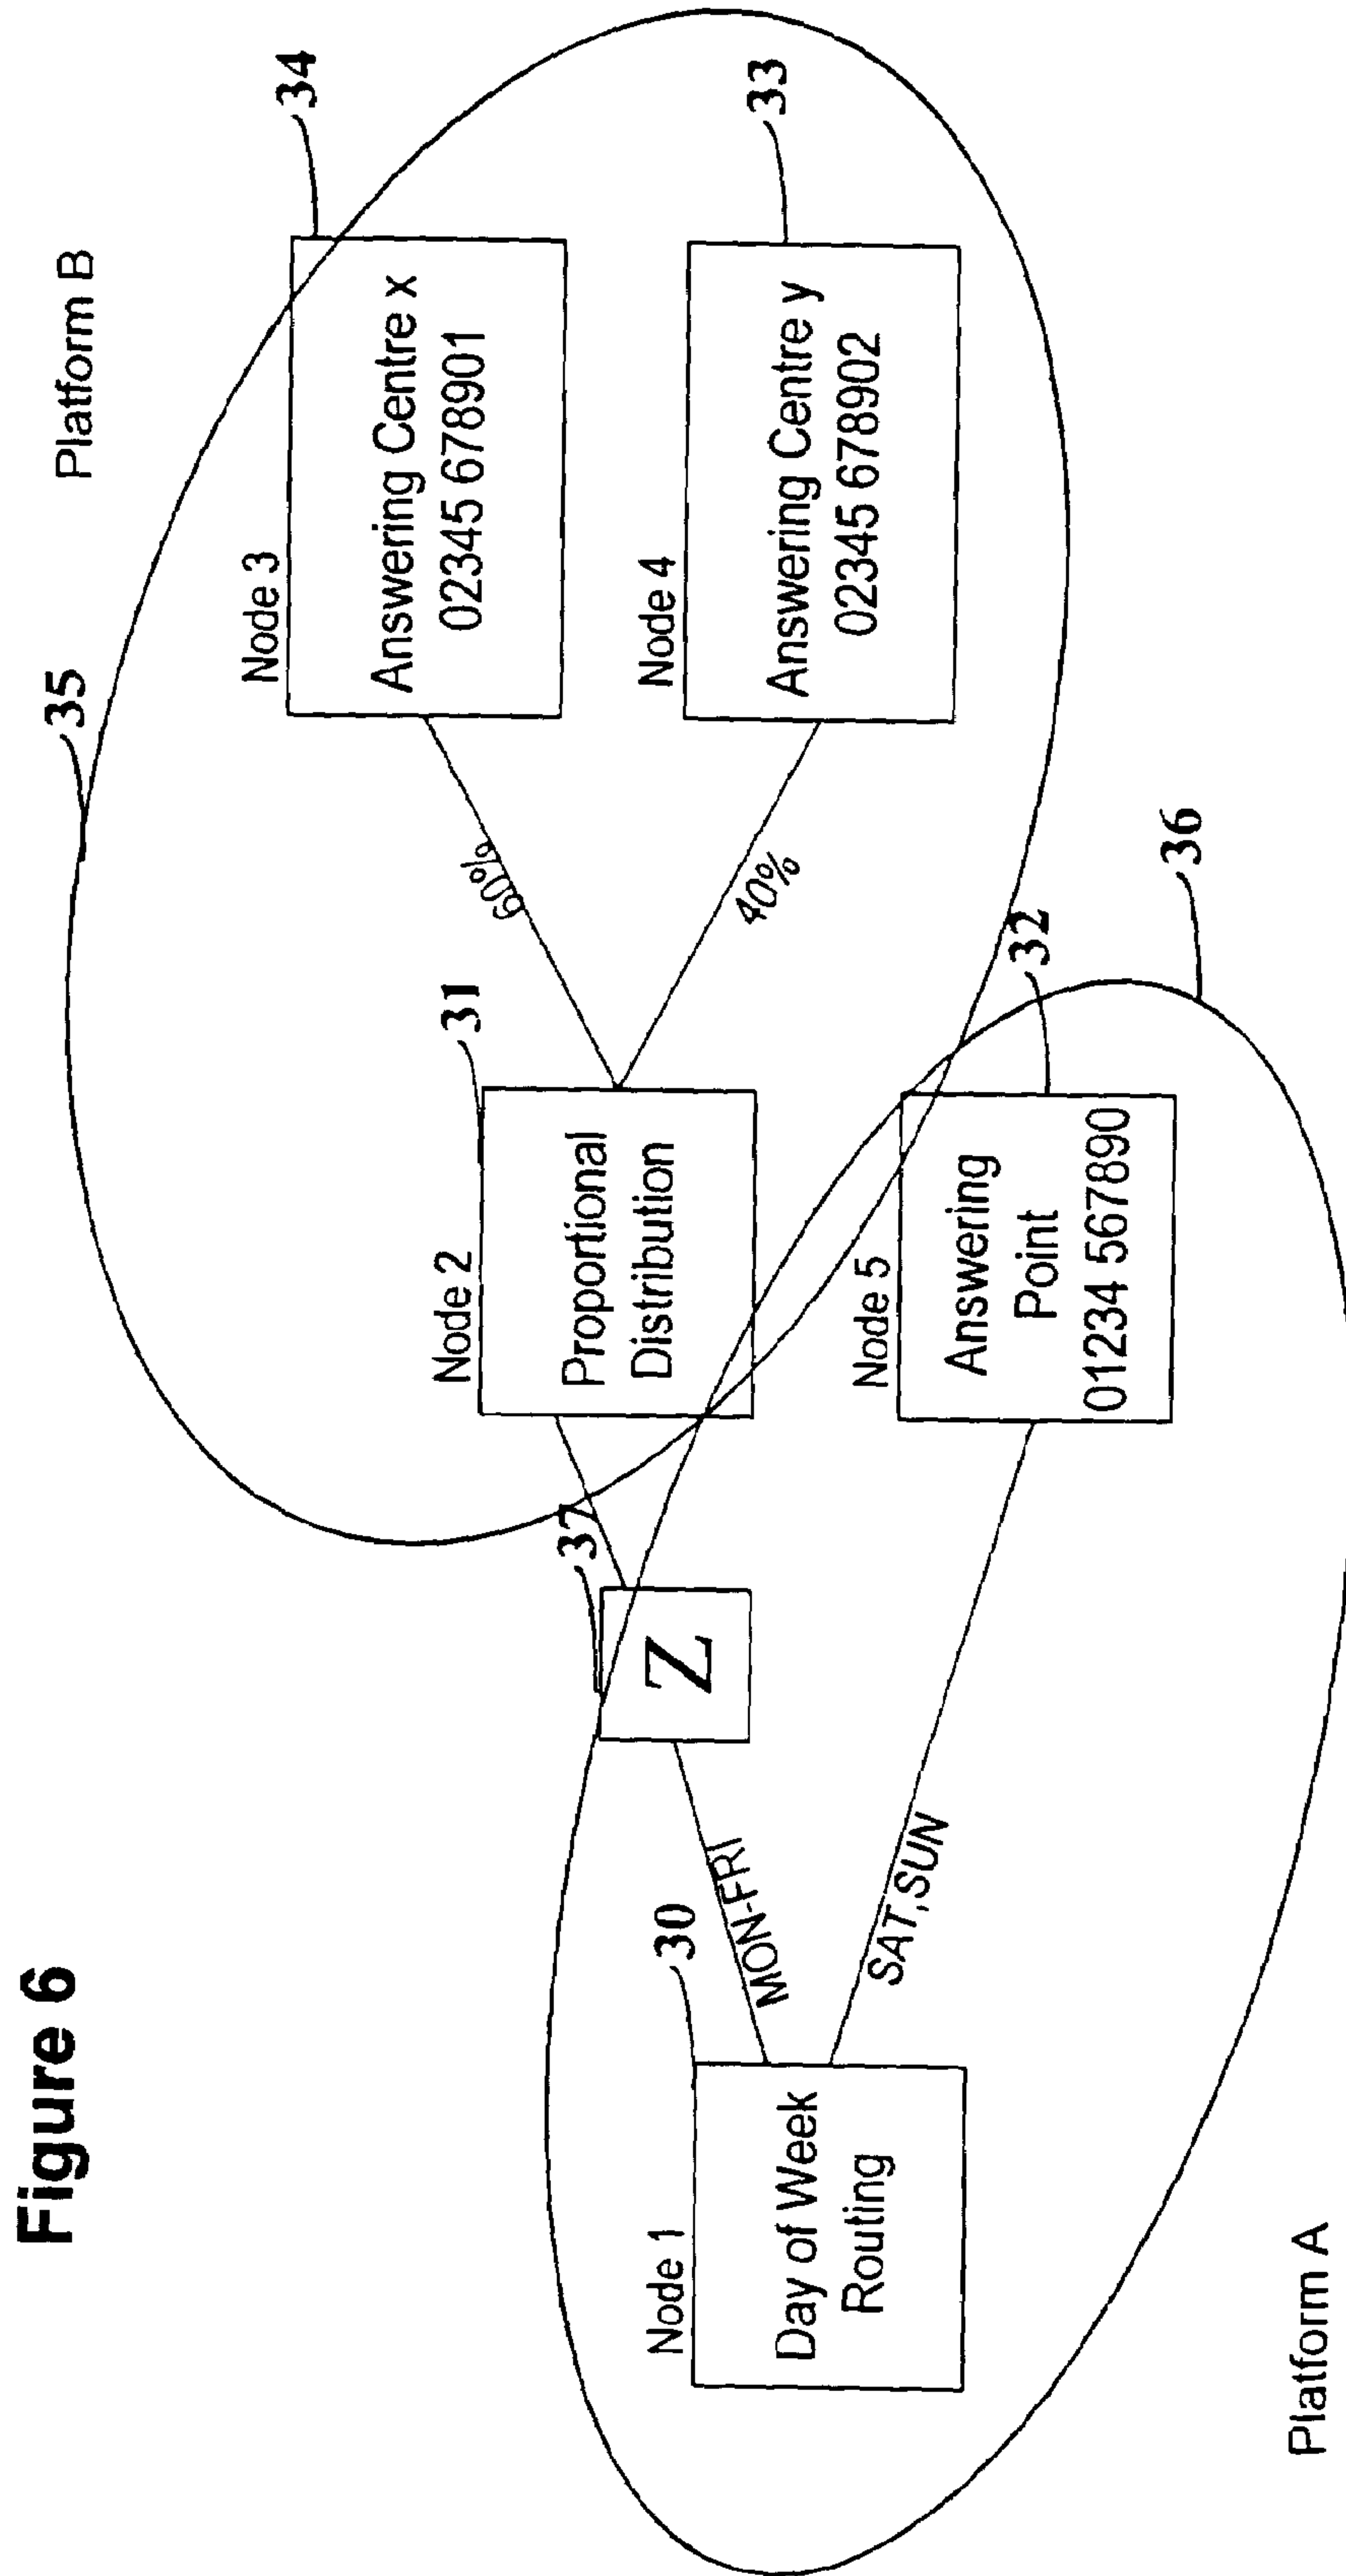 Figure 6
Platform B
35
34
Node 3
Answering Centre x
02345 678901
60%
33
Node 4
Answering Centre y
02345 678902
40%
31
Node 2
Proportional
Distribution
37
Z
32
Node 5
Answering
Point
01234 567890
36
30
MON-FRI
SAT,SUN
Node 1
Day of Week
Routing
Platform A